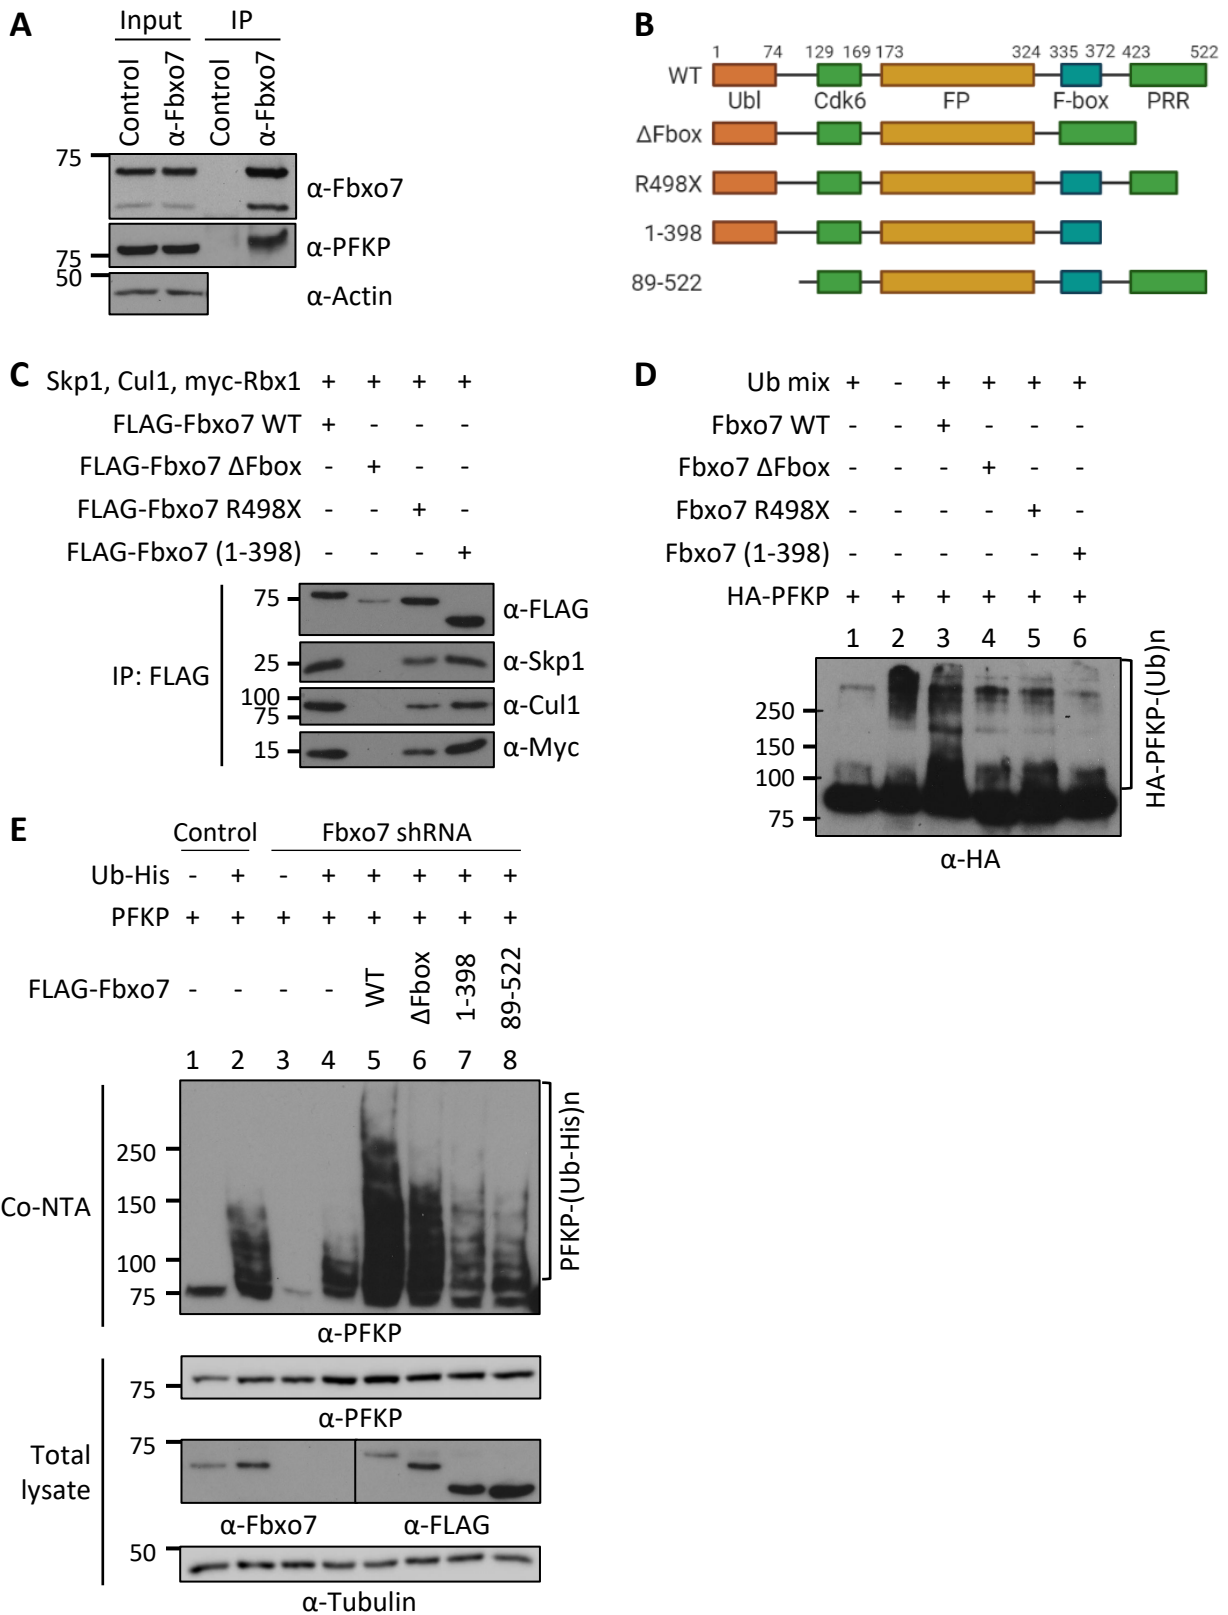 A
Input IP
Control
α-Fbxo7
Control
α-Fbxo7
75
α-Fbxo7
α-PFKP
75
50
α-Actin
B
1 74 129 169 173 324 335 372 423 522
WT
Ubl Cdk6 FP F-box PRR
ΔFbox
R498X
1-398
89-522
C
Skp1, Cul1, myc-Rbx1 + + + +
FLAG-Fbxo7 WT + - - -
FLAG-Fbxo7 ΔFbox - + - -
FLAG-Fbxo7 R498X - - + -
FLAG-Fbxo7 (1-398) - - - +
75 α-FLAG
IP: FLAG
25 α-Skp1
100
75 α-Cul1
15 α-Myc
D
Ub mix + - + + + +
Fbxo7 WT - - + - - -
Fbxo7 ΔFbox - - - + - -
Fbxo7 R498X - - - - + -
Fbxo7 (1-398) - - - - - +
HA-PFKP + + + + + +
1 2 3 4 5 6
250
150
100
75
HA-PFKP-(Ub)n
α-HA
E
Control Fbxo7 shRNA
Ub-His - + - + + + + +
PFKP + + + + + + + +
FLAG-Fbxo7 - - - - WT ΔFbox 1-398 89-522
1 2 3 4 5 6 7 8
Co-NTA
250
150
100
75
PFKP-(Ub-His)n
α-PFKP
75
α-PFKP
Total
lysate
75
α-Fbxo7 α-FLAG
50
α-Tubulin